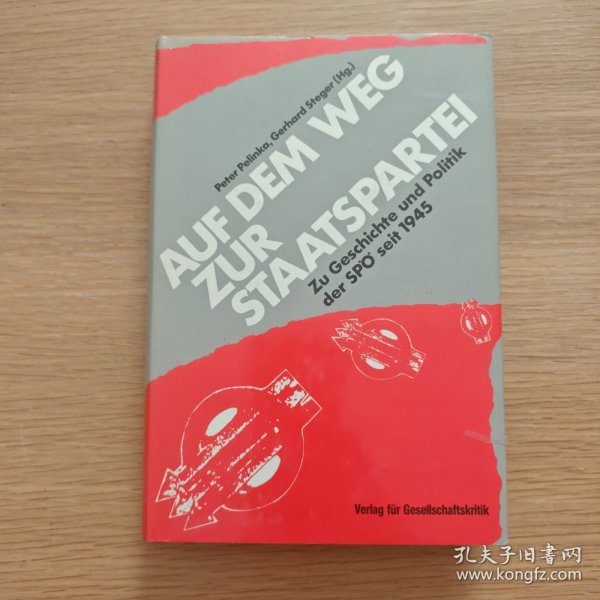 Peter Pelinka, Gerhard Steger (Hg.)
AUF DEM WEG
ZUR
STAATSPARTEI
Zu Geschichte und Politik
der SPÖ seit 1945
Verlag für Gesellschaftskritik
孔夫子旧书网
www.kongfz.com